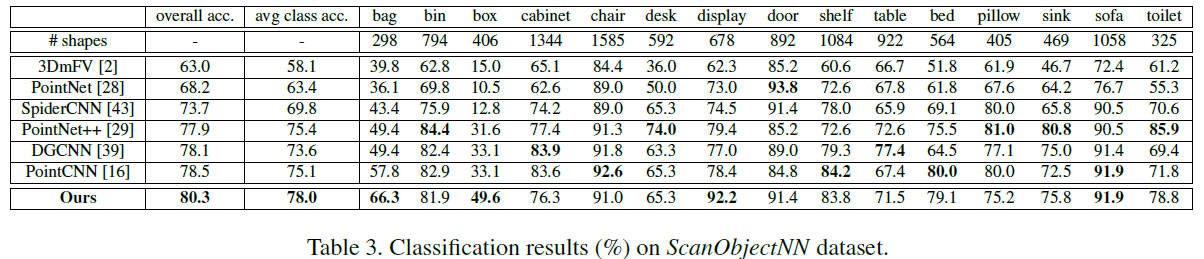 overall acc. avg class acc. bag bin box cabinet chair desk display door shelf table bed pillow sink sofa toilet
# shapes - - 298 794 406 1344 1585 592 678 892 1084 922 564 405 469 1058 325
3DmFV [2] 63.0 58.1 39.8 62.8 15.0 65.1 84.4 36.0 62.3 85.2 60.6 66.7 51.8 61.9 46.7 72.4 61.2
PointNet [28] 68.2 63.4 36.1 69.8 10.5 62.6 89.0 50.0 73.0 93.8 72.6 67.8 61.8 67.6 64.2 76.7 55.3
SpiderCNN [43] 73.7 69.8 43.4 75.9 12.8 74.2 89.0 65.3 74.5 91.4 78.0 65.9 69.1 80.0 65.8 90.5 70.6
PointNet++ [29] 77.9 75.4 49.4 84.4 31.6 77.4 91.3 74.0 79.4 85.2 72.6 72.6 75.5 81.0 80.8 90.5 85.9
DGCNN [39] 78.1 73.6 49.4 82.4 33.1 83.9 91.8 63.3 77.0 89.0 79.3 77.4 64.5 77.1 75.0 91.4 69.4
PointCNN [16] 78.5 75.1 57.8 82.9 33.1 83.6 92.6 65.3 78.4 84.8 84.2 67.4 80.0 80.0 72.5 91.9 71.8
Ours 80.3 78.0 66.3 81.9 49.6 76.3 91.0 65.3 92.2 91.4 83.8 71.5 79.1 75.2 75.8 91.9 78.8
Table 3. Classification results (%) on ScanObjectNN dataset.